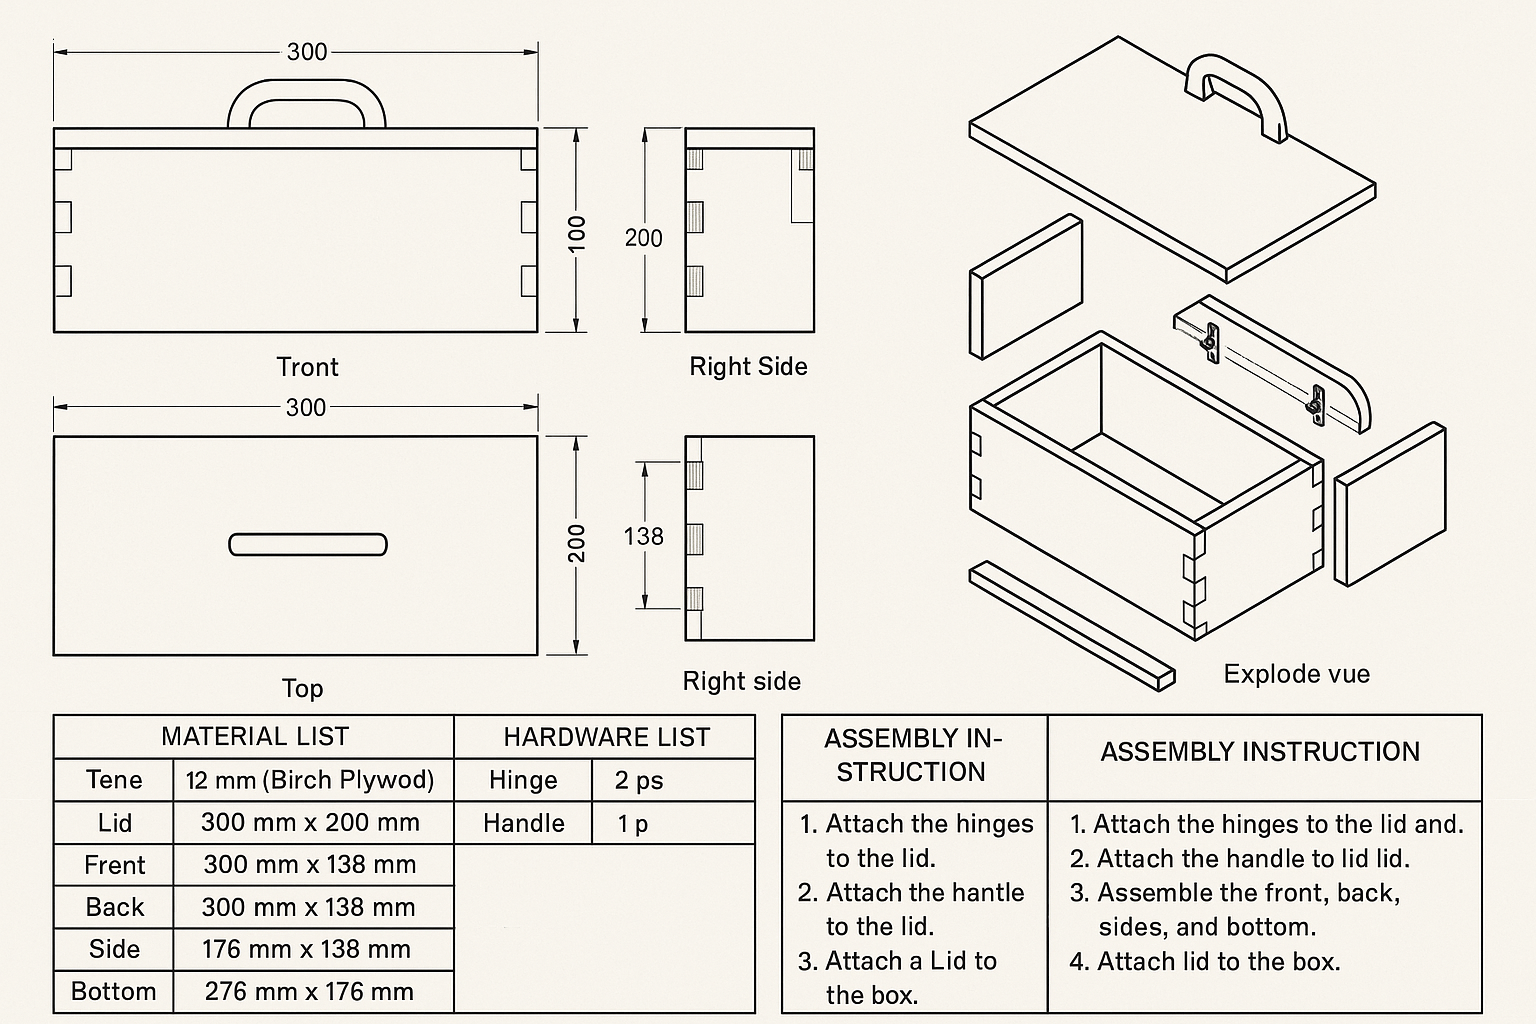 300
100
200
Tront
Right Side
300
200
138
Top
Right side
Explode vue
MATERIAL LIST
HARDWARE LIST
Tene
12 mm (Birch Plywod)
Hinge
2 ps
Lid
300 mm x 200 mm
Handle
1 p
Frent
300 mm x 138 mm
Back
300 mm x 138 mm
Side
176 mm x 138 mm
Bottom
276 mm x 176 mm
ASSEMBLY IN-
STRUCTION
1. Attach the hinges
to the lid.
2. Attach the hantle
to the lid.
3. Attach a Lid to
the box.
ASSEMBLY INSTRUCTION
1. Attach the hinges to the lid and.
2. Attach the handle to lid lid.
3. Assemble the front, back,
sides, and bottom.
4. Attach lid to the box.